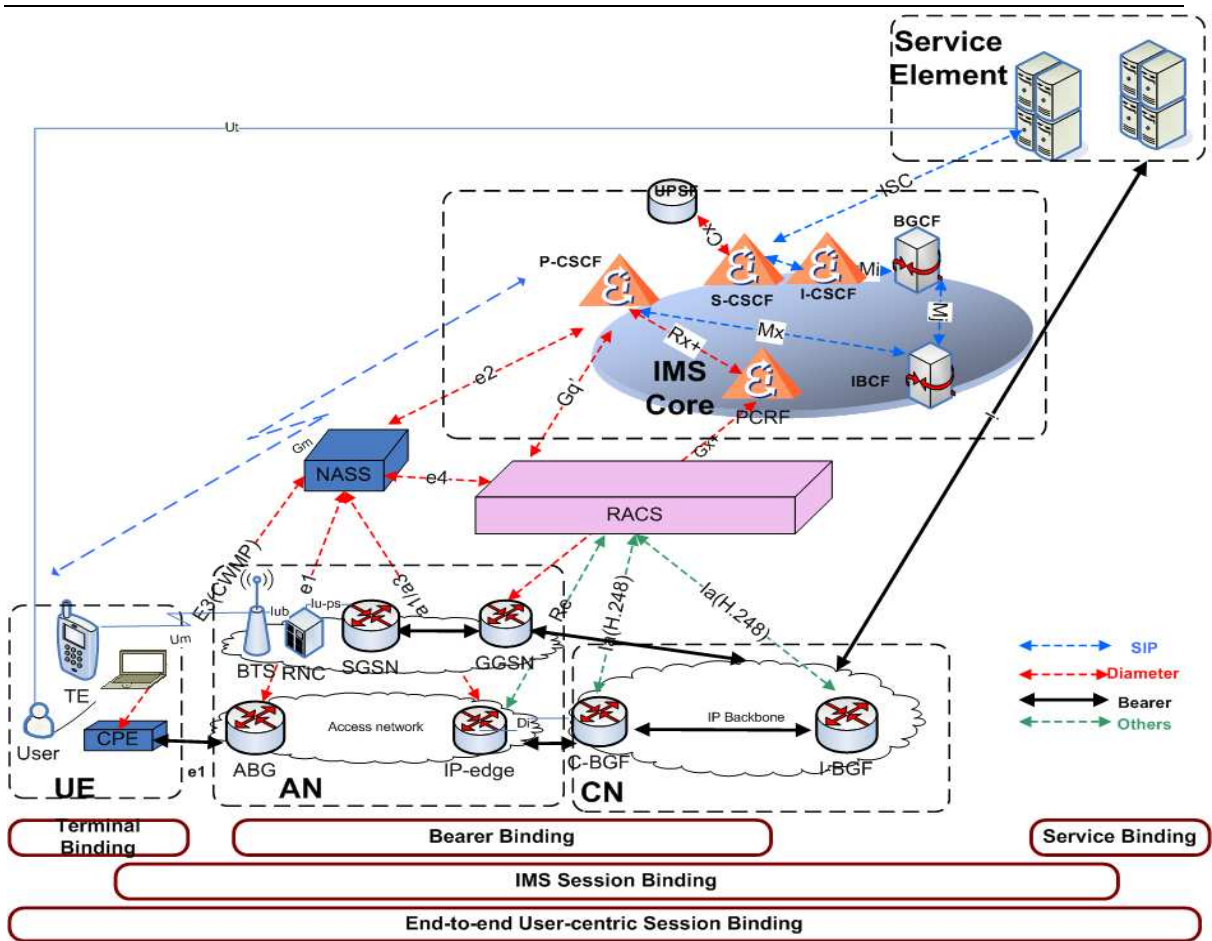 Service
Element
Ut
ISC
UPSF
Cx
BGCF
P-CSCF
S-CSCF
I-CSCF
Mi
Mj
Mx
Rx+
IMS
Core
IBCF
PCRF
e2
Gq'
Gx+
Gm
NASS
e4
RACS
E3(CWMP)
e1
a1/a3
Re
Ia(H.248)
Ia(H.248)
Iub
Iu-ps
Um
TE
BTS
RNC
SGSN
GGSN
SIP
Diameter
Bearer
Others
User
CPE
e1
Access network
Di
IP Backbone
ABG
IP-edge
C-BGF
I-BGF
UE
AN
CN
Terminal
Binding
Bearer Binding
Service Binding
IMS Session Binding
End-to-end User-centric Session Binding